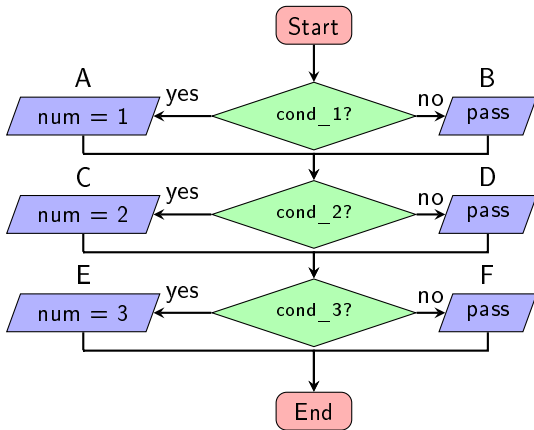 Start
A
B
yes
no
num = 1
cond_1?
pass
C
D
yes
no
num = 2
cond_2?
pass
E
F
yes
no
num = 3
cond_3?
pass
End